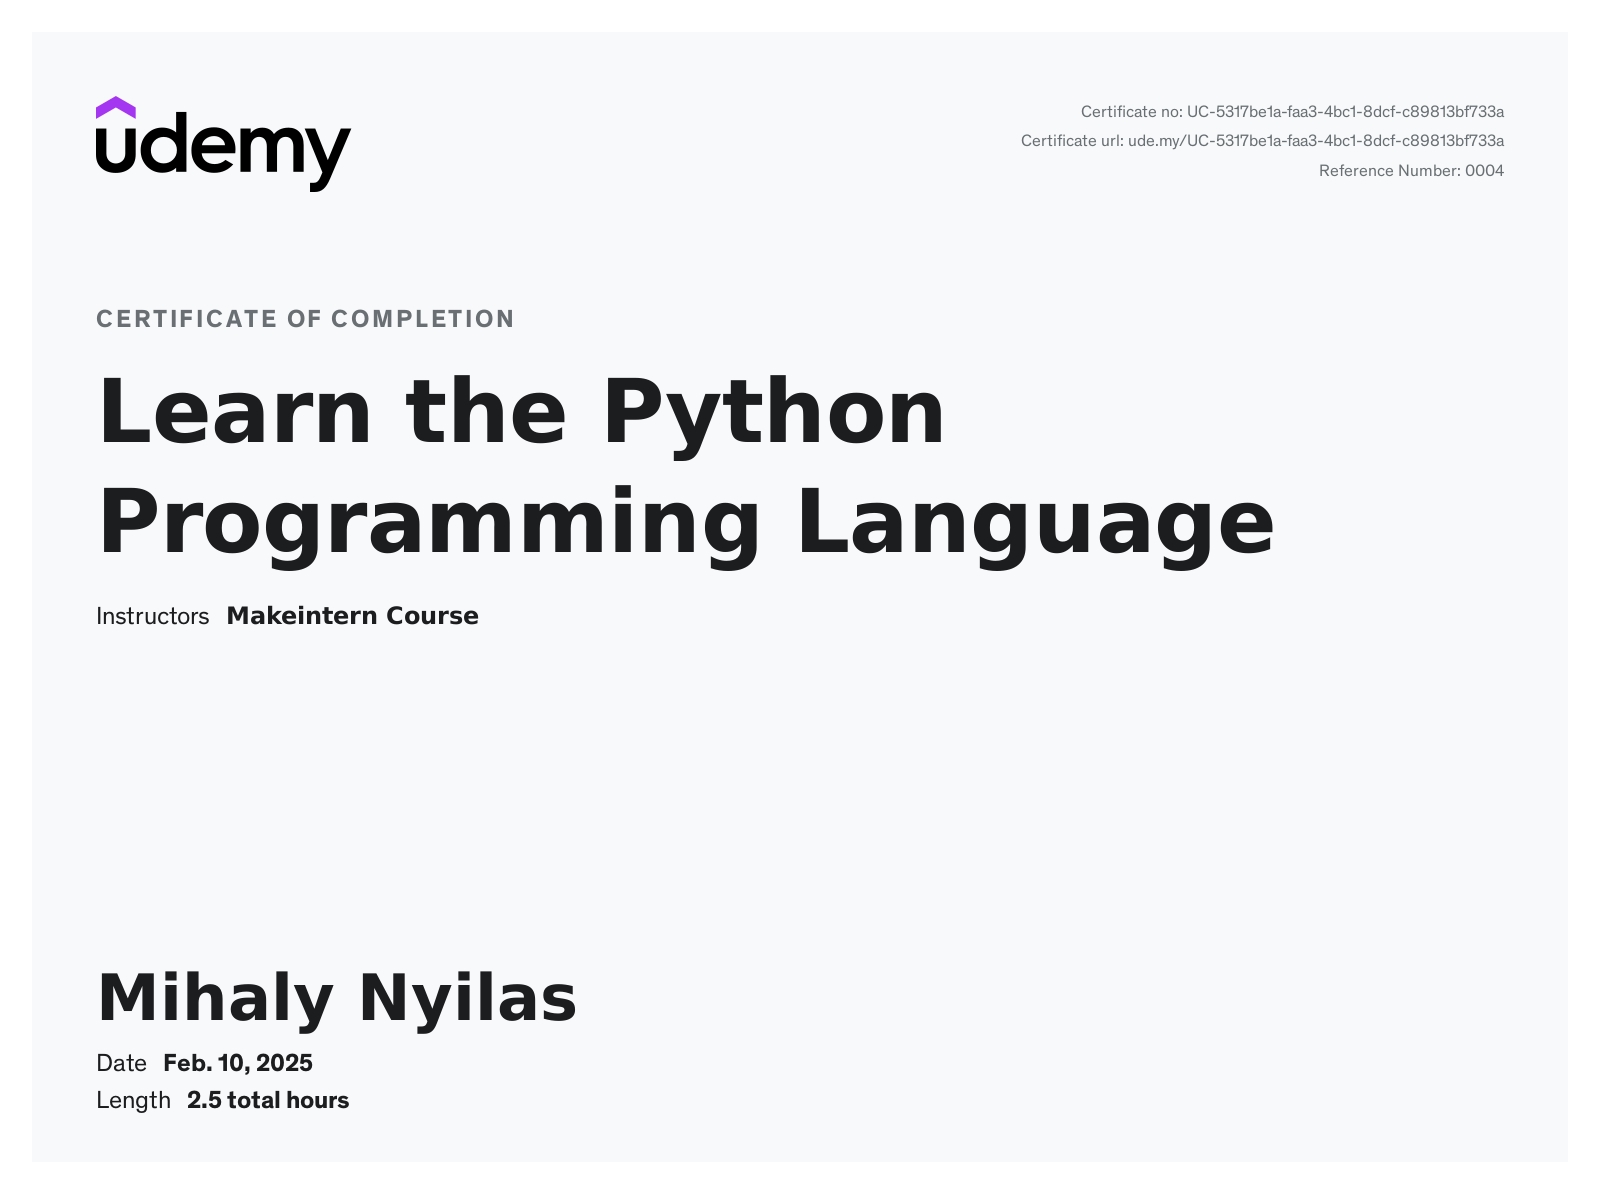 udemy
Certificate no: UC-5317be1a-faa3-4bc1-8dcf-c89813bf733a
Certificate url: ude.my/UC-5317be1a-faa3-4bc1-8dcf-c89813bf733a
Reference Number: 0004
CERTIFICATE OF COMPLETION
Learn the Python
Programming Language
Instructors Makeintern Course
Mihaly Nyilas
Date Feb. 10, 2025
Length 2.5 total hours